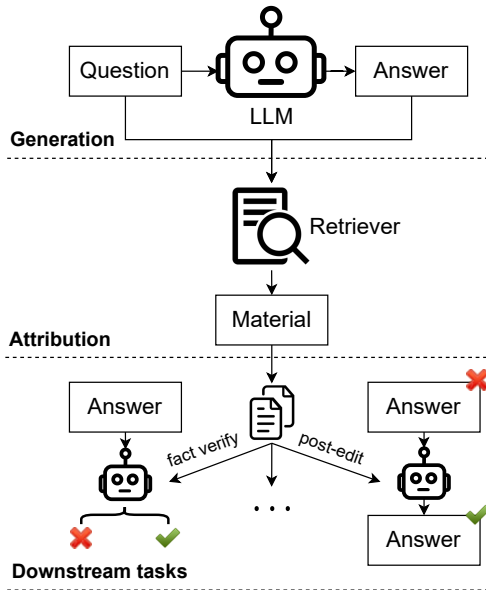 Question
Answer
LLM
Generation
Retriever
Material
Attribution
Answer
Answer
fact verify
post-edit
...
Answer
Downstream tasks